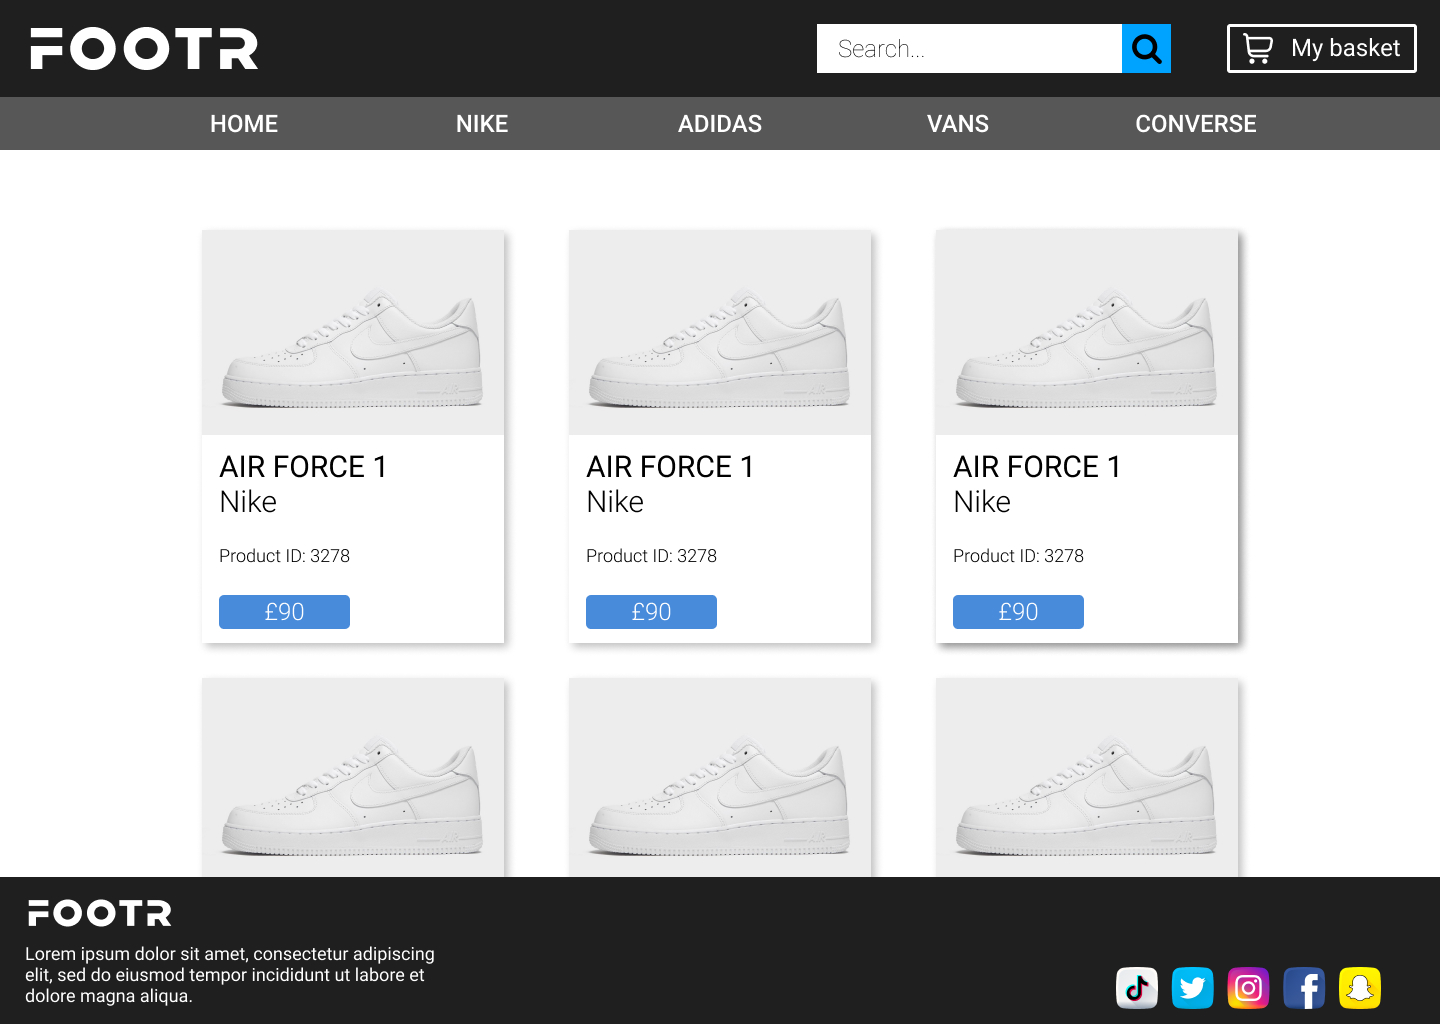 FOOTR
Search...
My basket
HOME NIKE ADIDAS VANS CONVERSE
AIR FORCE 1
Nike
Product ID: 3278
£90
AIR FORCE 1
Nike
Product ID: 3278
£90
AIR FORCE 1
Nike
Product ID: 3278
£90
FOOTR
Lorem ipsum dolor sit amet, consectetur adipiscing
elit, sed do eiusmod tempor incididunt ut labore et
dolore magna aliqua.